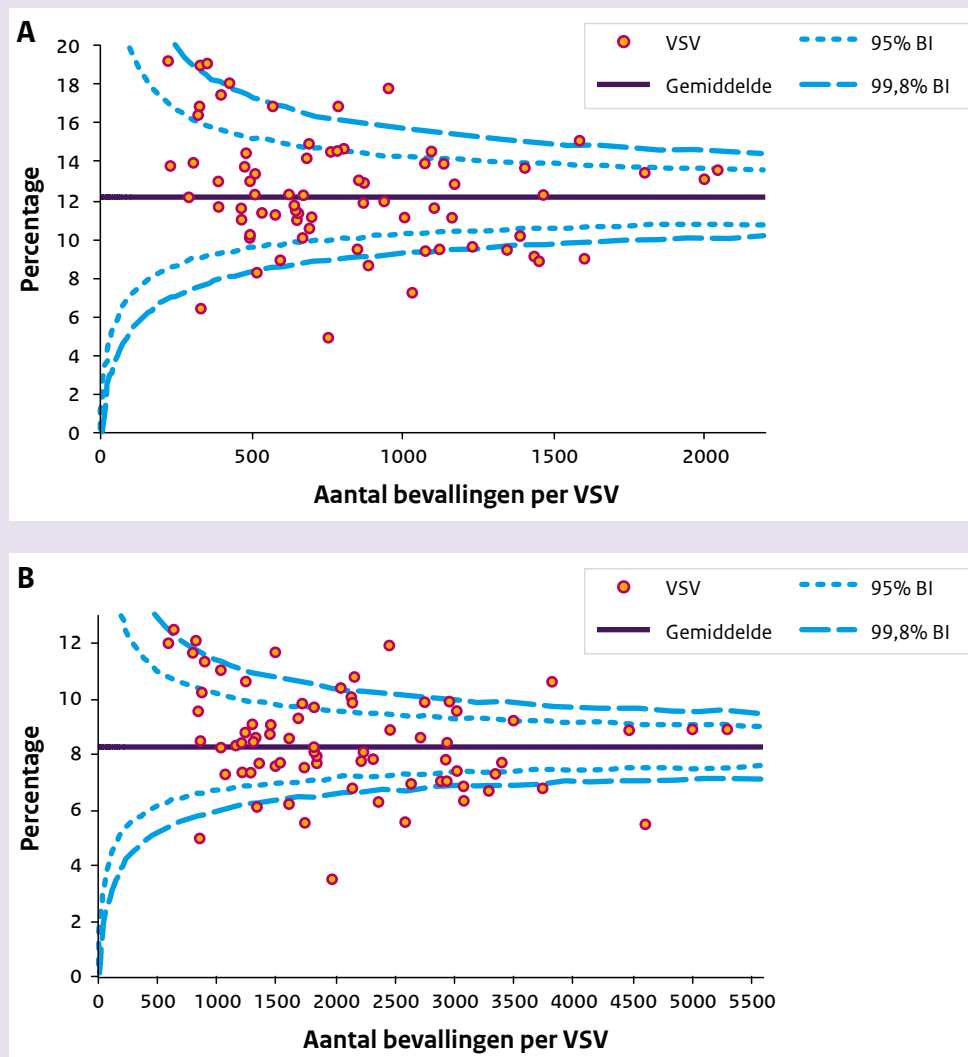 A
VSV
95% BI
Gemiddelde
99,8% BI
Percentage
20
18
16
14
12
10
8
6
4
2
0
0 500 1000 1500 2000
Aantal bevallingen per VSV
B
VSV
95% BI
Gemiddelde
99,8% BI
Percentage
12
10
8
6
4
2
0
0 500 1000 1500 2000 2500 3000 3500 4000 4500 5000 5500
Aantal bevallingen per VSV